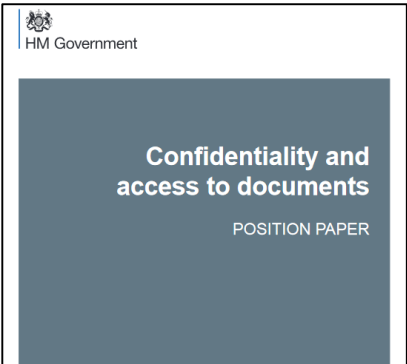 HM Government
Confidentiality and
access to documents
POSITION PAPER